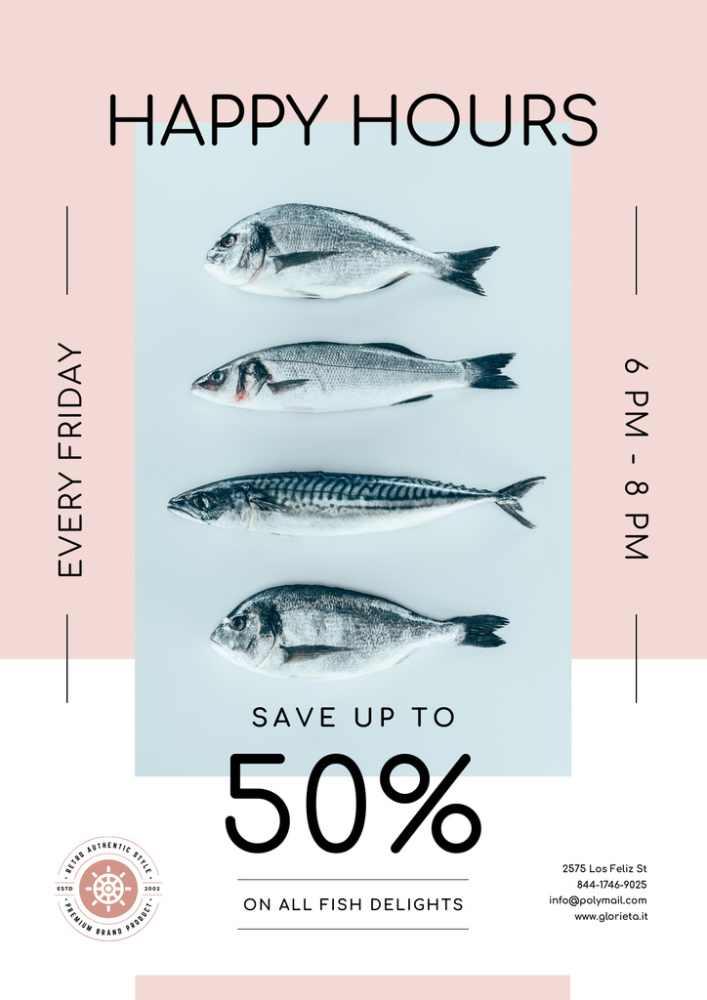 HAPPY HOURS
EVERY FRIDAY
6 PM - 8 PM
SAVE UP TO
50%
ON ALL FISH DELIGHTS
RETRO AUTHENTIC STYLE
ESTD 2002
PREMIUM BRAND PRODUCT
2575 Los Feliz St
844-1746-9025
info@polymail.com
www.glorieta.it